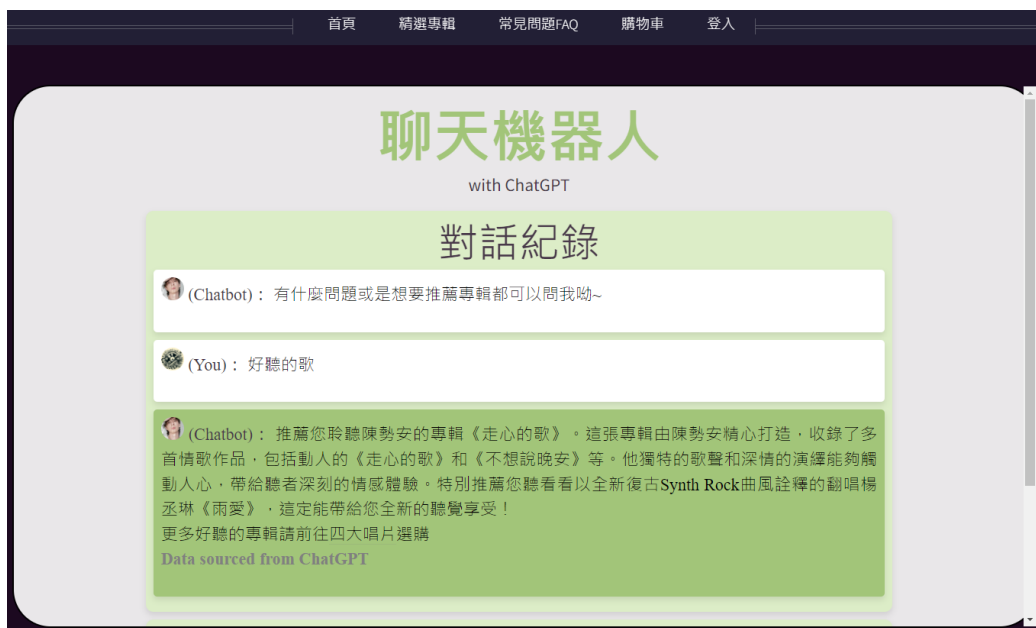 首頁 精選專輯 常見問題FAQ 購物車 登入
聊天機器人
with ChatGPT
對話紀錄
(Chatbot)： 有什麼問題或是想要推薦專輯都可以問我呦~
(You)： 好聽的歌
(Chatbot)： 推薦您聆聽陳勢安的專輯《走心的歌》。這張專輯由陳勢安精心打造，收錄了多
首情歌作品，包括動人的《走心的歌》和《不想說晚安》等。他獨特的歌聲和深情的演繹能夠觸
動人心，帶給聽者深刻的情感體驗。特別推薦您聽看看以全新復古Synth Rock曲風詮釋的翻唱楊
丞琳《雨愛》，這定能帶給您全新的聽覺享受！
更多好聽的專輯請前往四大唱片選購
Data sourced from ChatGPT